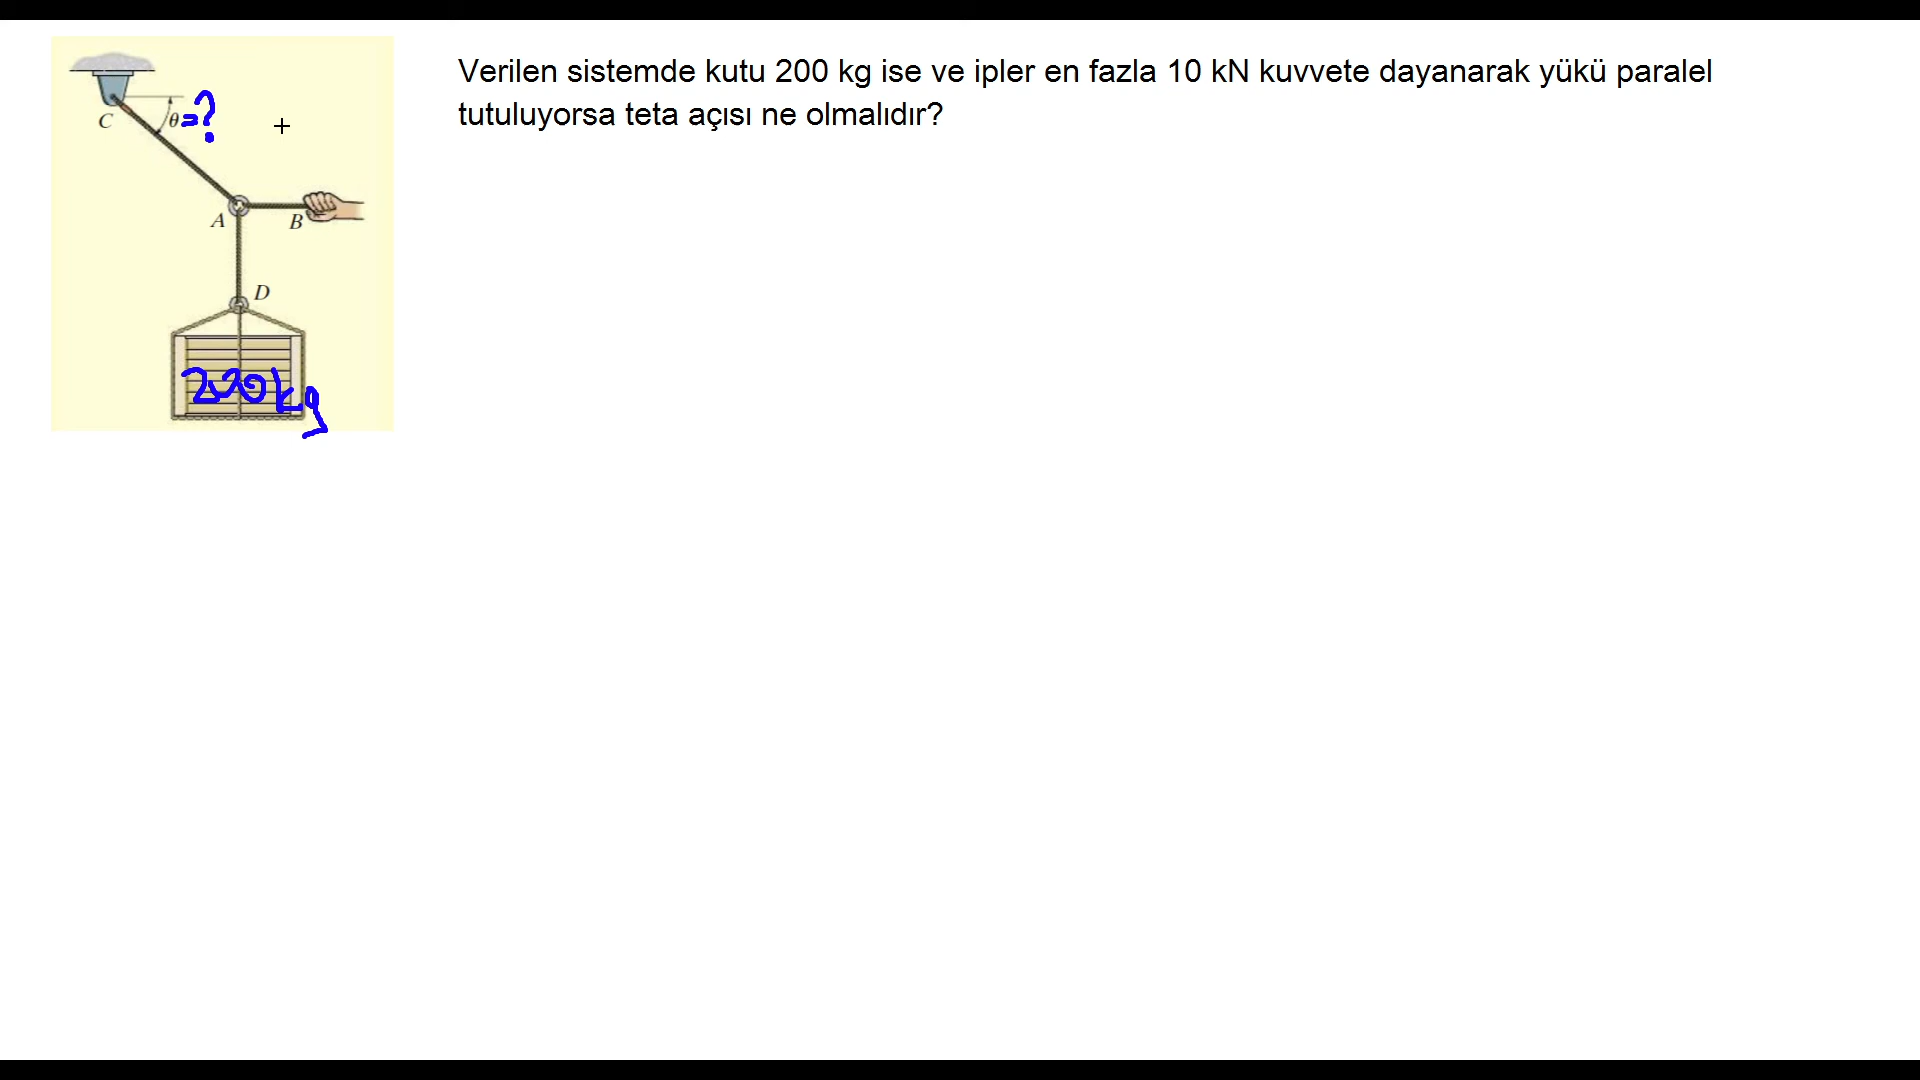 Verilen sistemde kutu 200 kg ise ve ipler en fazla 10 kN kuvvete dayanarak yükü paralel
tutuluyorsa teta açısı ne olmalıdır?
C
θ =?
A
B
D
200kg